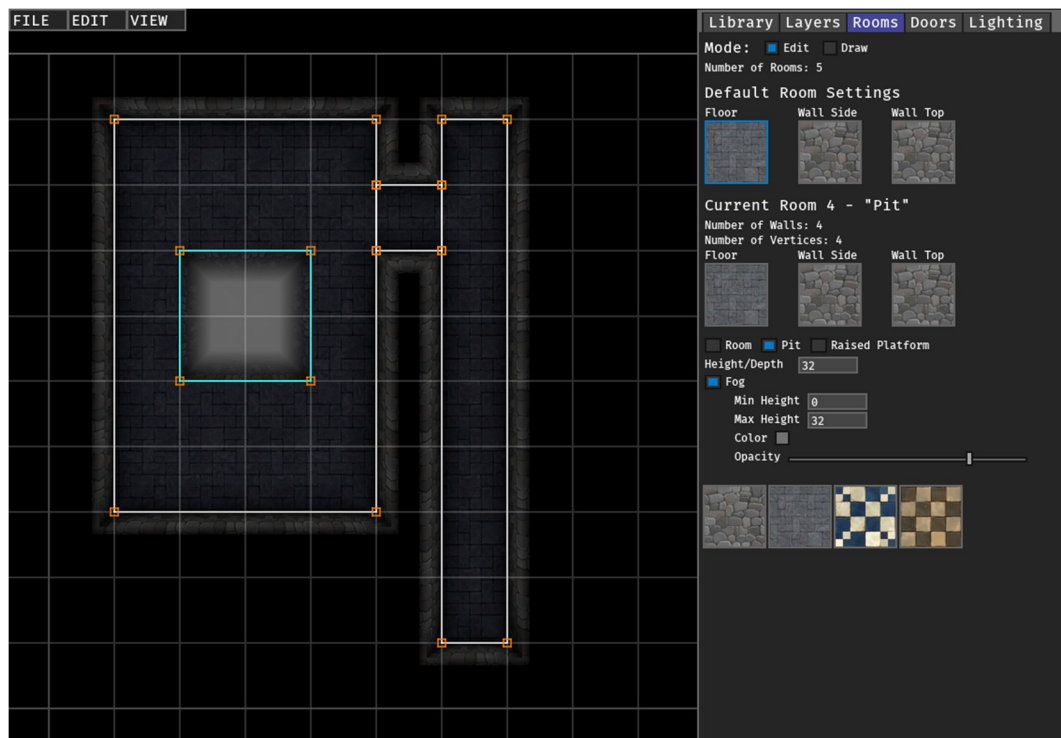 FILE EDIT VIEW
Library Layers Rooms Doors Lighting
Mode: Edit Draw
Number of Rooms: 5
Default Room Settings
Floor Wall Side Wall Top
Current Room 4 - "Pit"
Number of Walls: 4
Number of Vertices: 4
Floor Wall Side Wall Top
Room Pit Raised Platform
Height/Depth 32
Fog
Min Height 0
Max Height 32
Color
Opacity